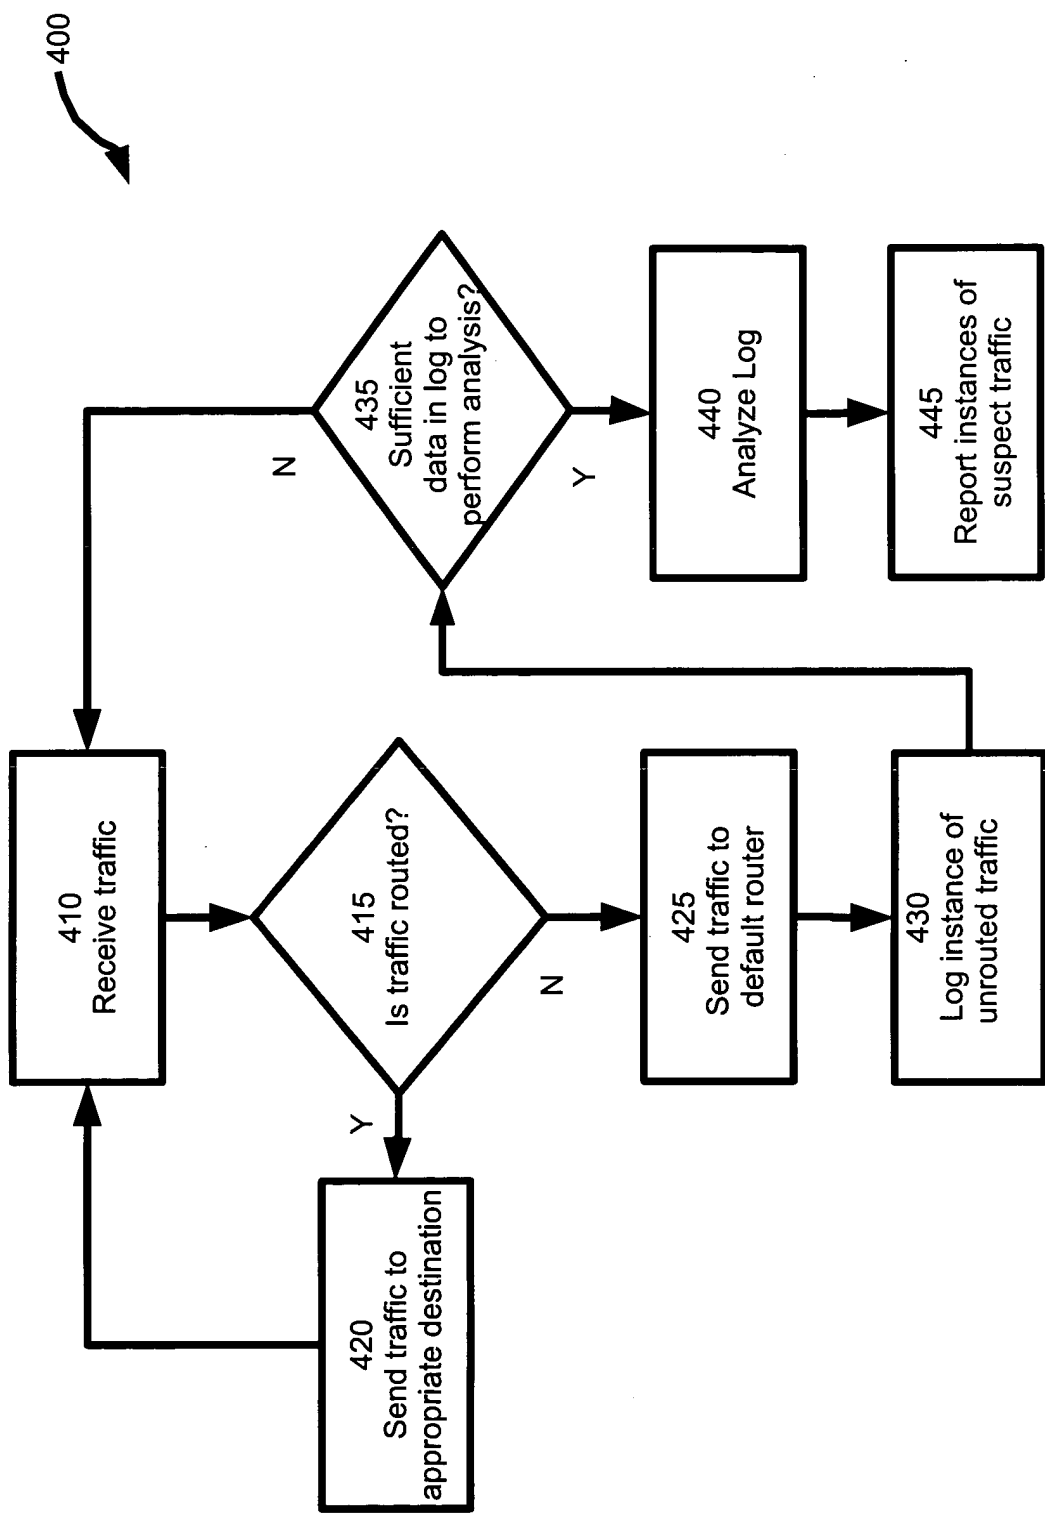 400
410
Receive traffic
415
Is traffic routed?
Y
N
420
Send traffic to
appropriate destination
425
Send traffic to
default router
430
Log instance of
unrouted traffic
435
Sufficient
data in log to
perform analysis?
N
Y
440
Analyze Log
445
Report instances of
suspect traffic